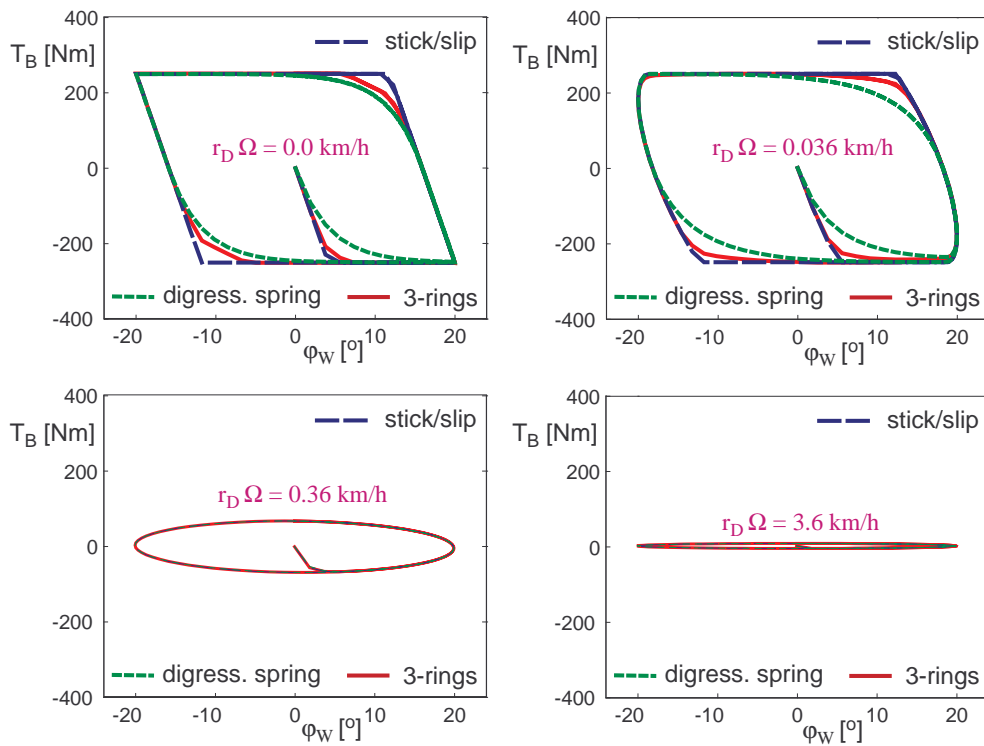 400
T_B [Nm]
stick/slip
200
r_D Ω = 0.0 km/h
0
-200
digress. spring
3-rings
-400
-20 -10 0 10 20
φ_W [º]
400
T_B [Nm]
stick/slip
200
r_D Ω = 0.036 km/h
0
-200
digress. spring
3-rings
-400
-20 -10 0 10 20
φ_W [º]
400
T_B [Nm]
stick/slip
200
r_D Ω = 0.36 km/h
0
-200
digress. spring
3-rings
-400
-20 -10 0 10 20
φ_W [º]
400
T_B [Nm]
stick/slip
200
r_D Ω = 3.6 km/h
0
-200
digress. spring
3-rings
-400
-20 -10 0 10 20
φ_W [º]